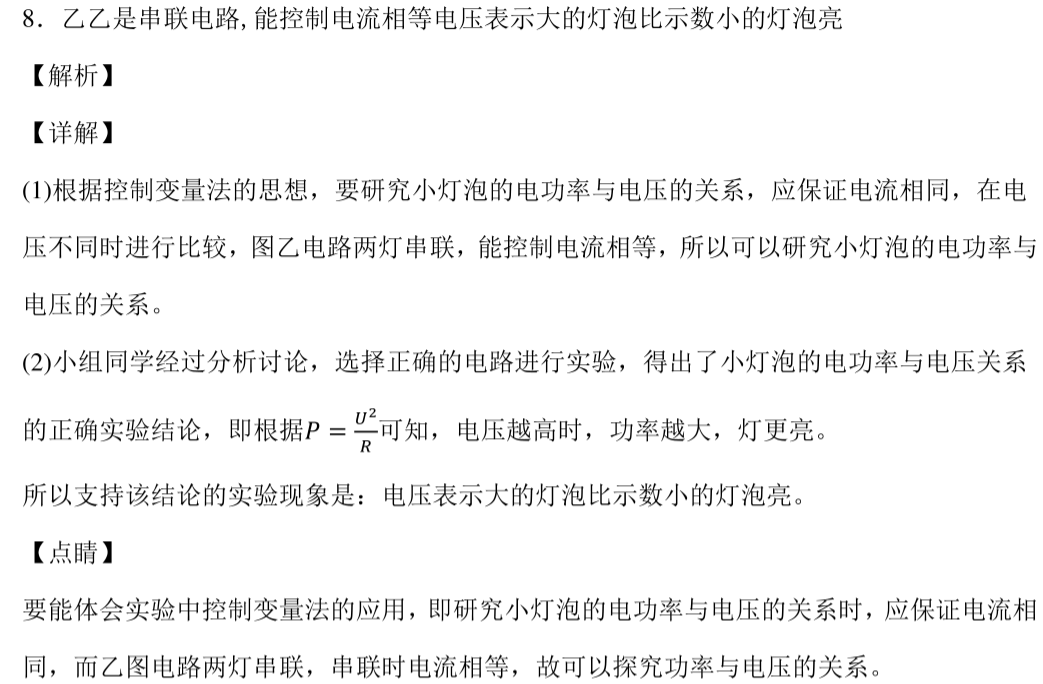 8．乙乙是串联电路,能控制电流相等电压表示大的灯泡比示数小的灯泡亮
【解析】
【详解】
(1)根据控制变量法的思想，要研究小灯泡的电功率与电压的关系，应保证电流相同，在电
压不同时进行比较，图乙电路两灯串联，能控制电流相等，所以可以研究小灯泡的电功率与
电压的关系。
(2)小组同学经过分析讨论，选择正确的电路进行实验，得出了小灯泡的电功率与电压关系
的正确实验结论，即根据$P = \frac{U^2}{R}$可知，电压越高时，功率越大，灯更亮。
所以支持该结论的实验现象是：电压表示大的灯泡比示数小的灯泡亮。
【点睛】
要能体会实验中控制变量法的应用，即研究小灯泡的电功率与电压的关系时，应保证电流相
同，而乙图电路两灯串联，串联时电流相等，故可以探究功率与电压的关系。